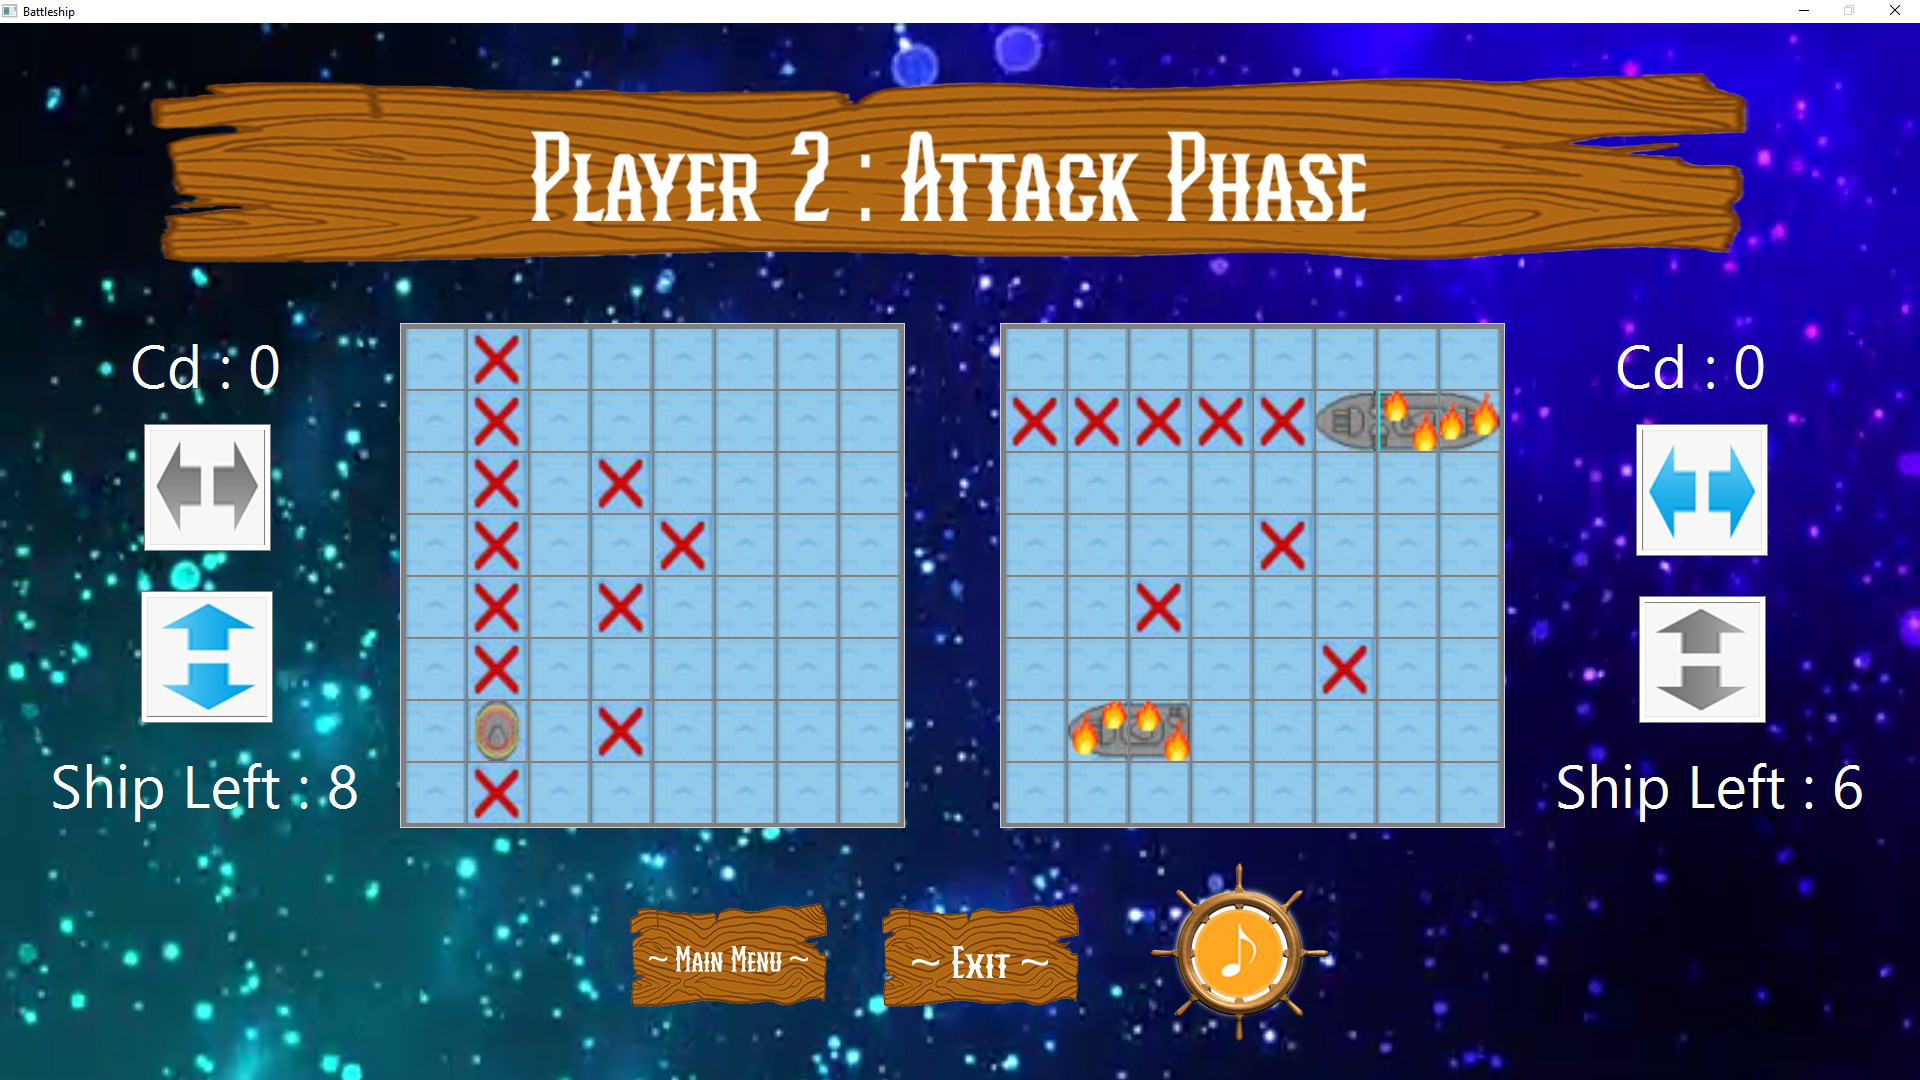 Battleship
Player 2 : Attack Phase
Cd : 0
Cd : 0
Ship Left : 8
Ship Left : 6
~ Main Menu ~
~ Exit ~